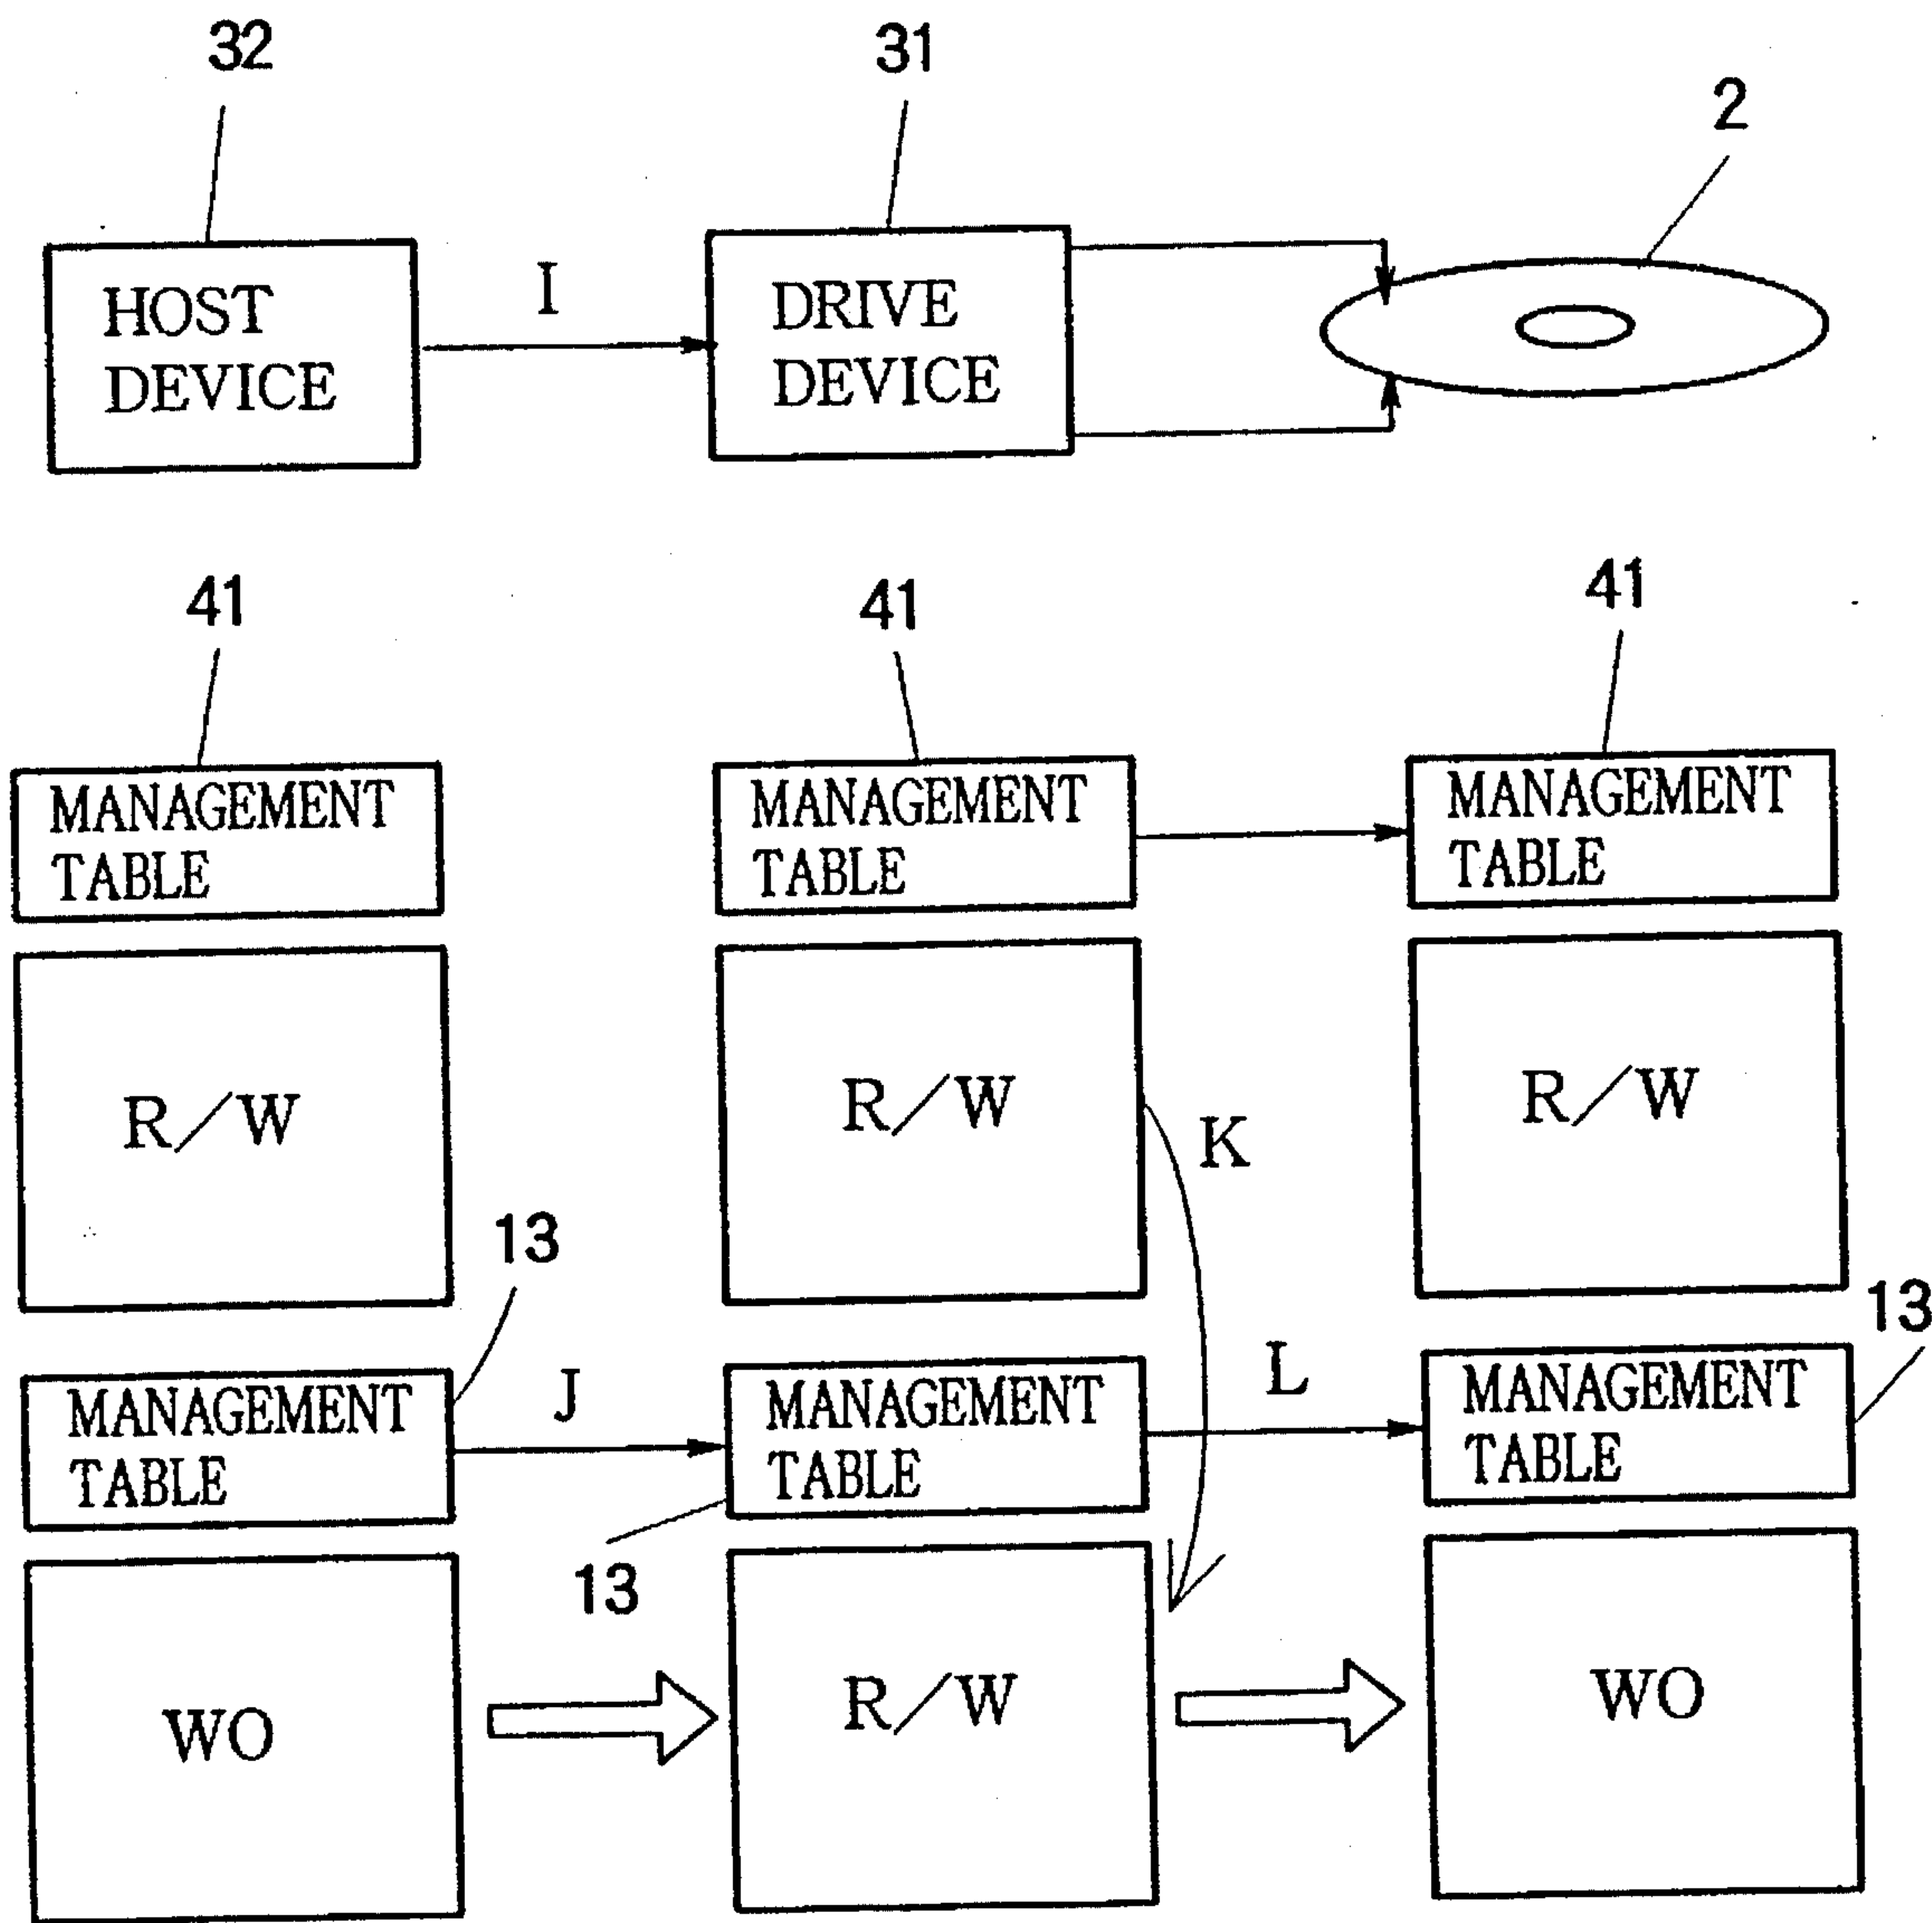 32
31
2
HOST
DEVICE
I
DRIVE
DEVICE
41
41
41
MANAGEMENT
TABLE
MANAGEMENT
TABLE
MANAGEMENT
TABLE
R/W
R/W
K
R/W
13
13
MANAGEMENT
TABLE
J
MANAGEMENT
TABLE
L
MANAGEMENT
TABLE
13
WO
R/W
WO